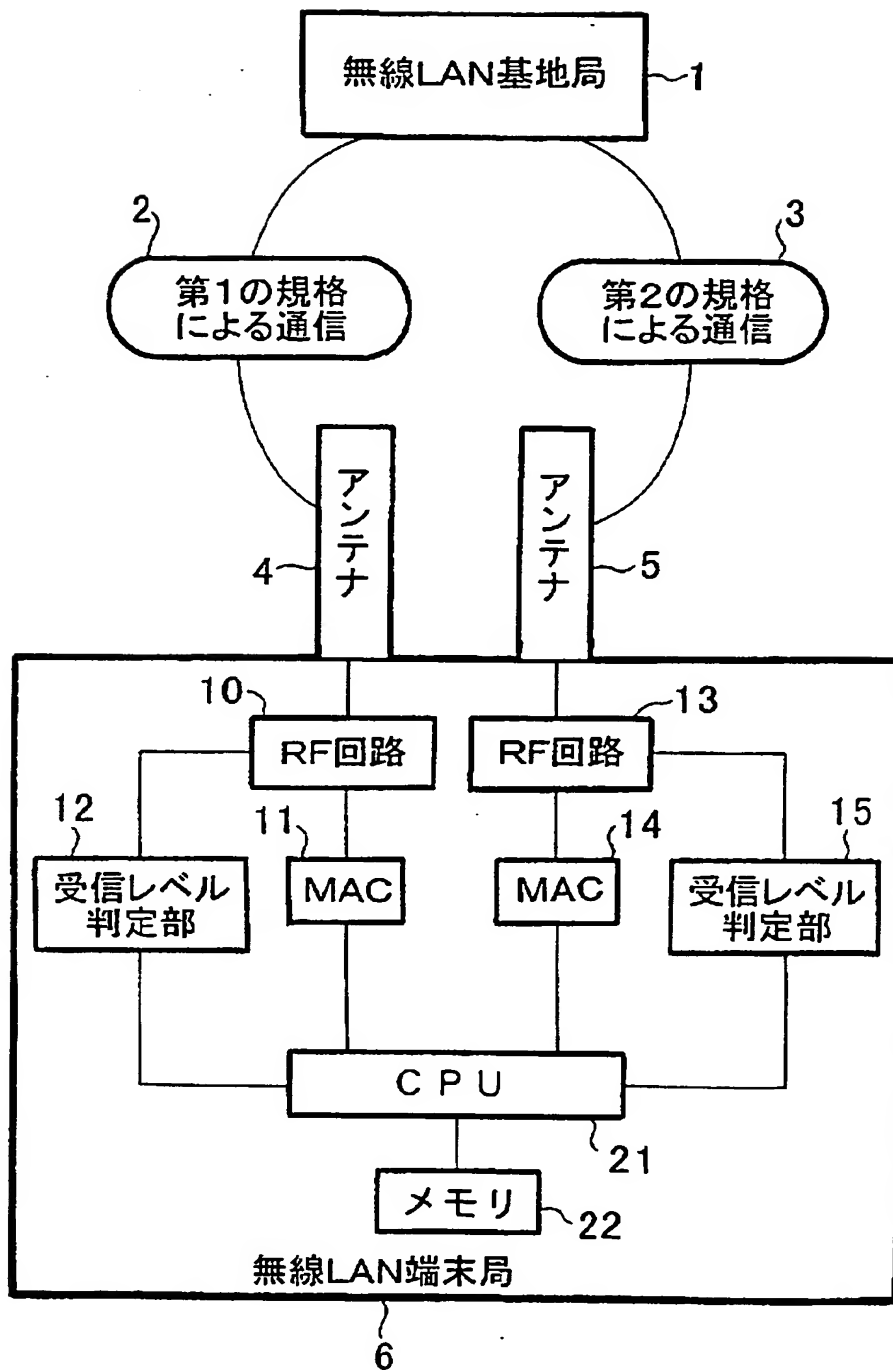 無線LAN基地局
1
2
3
第1の規格
による通信
第2の規格
による通信
アンテナ
アンテナ
4
5
10
13
RF回路
RF回路
12
11
14
15
受信レベル
判定部
MAC
MAC
受信レベル
判定部
CPU
21
メモリ
22
無線LAN端末局
6